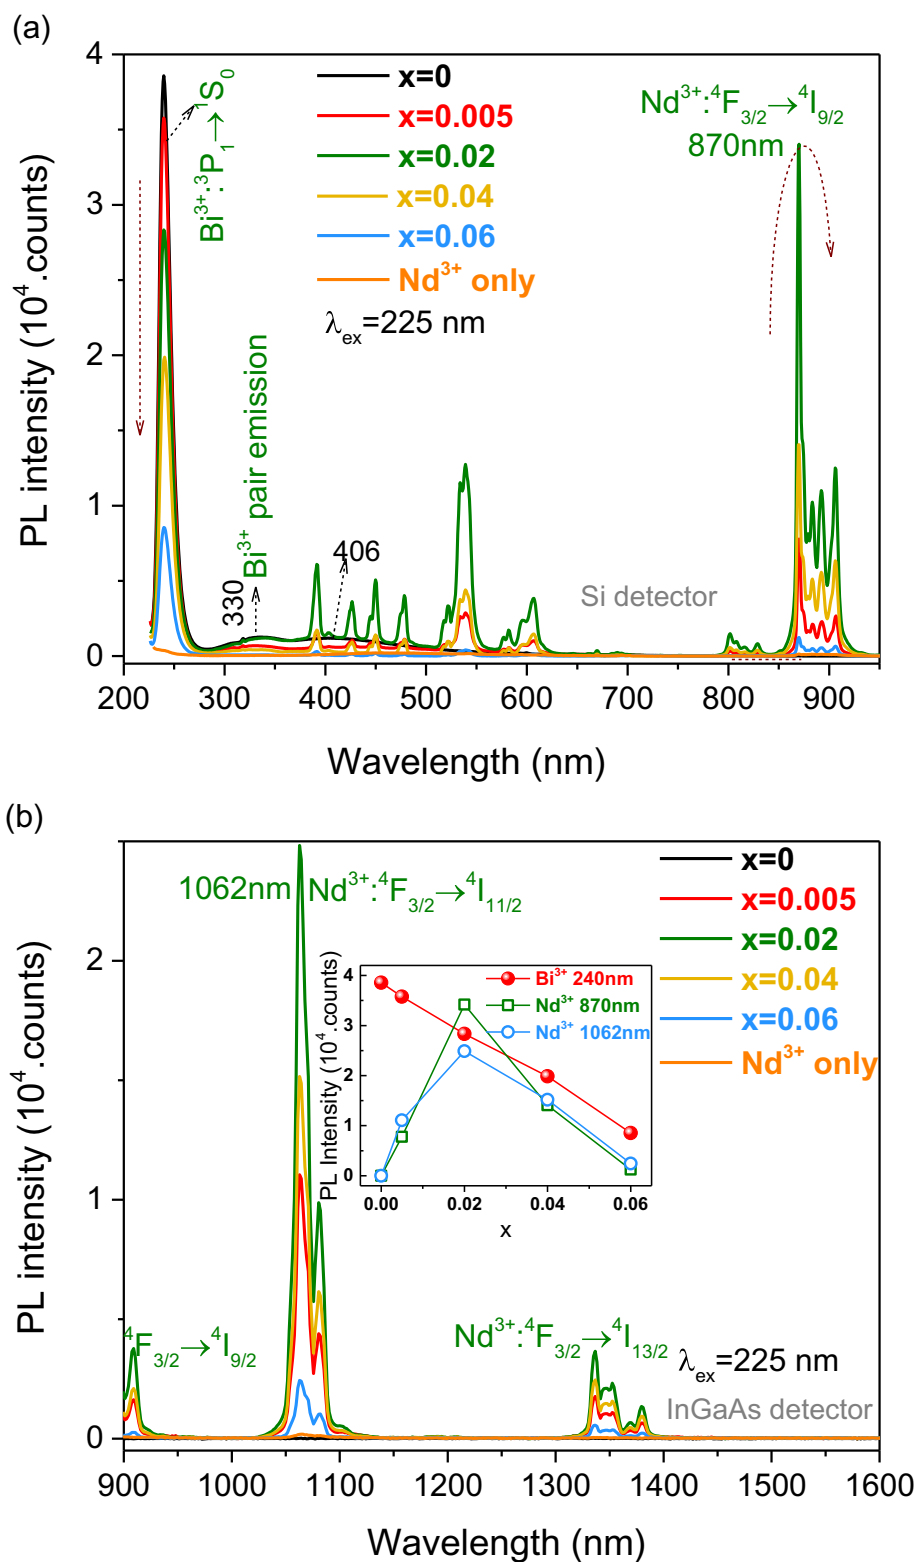 (a)
PL intensity (10⁴.counts)
4
3
2
1
0
Bi³⁺:³P₁→¹S₀
x=0
x=0.005
x=0.02
x=0.04
x=0.06
Nd³⁺ only
λex=225 nm
Nd³⁺:⁴F3/2→⁴I9/2
870nm
Bi³⁺ pair emission
330
406
Si detector
200 300 400 500 600 700 800 900
Wavelength (nm)
(b)
PL intensity (10⁴.counts)
2
1
0
1062nm Nd³⁺:⁴F3/2→⁴I11/2
x=0
x=0.005
x=0.02
x=0.04
x=0.06
Nd³⁺ only
PL Intensity (10⁴.counts)
4
3
2
1
0
Bi³⁺ 240nm
Nd³⁺ 870nm
Nd³⁺ 1062nm
0.00 0.02 0.04 0.06
x
⁴F3/2→⁴I9/2
Nd³⁺:⁴F3/2→⁴I13/2
λex=225 nm
InGaAs detector
900 1000 1100 1200 1300 1400 1500 1600
Wavelength (nm)